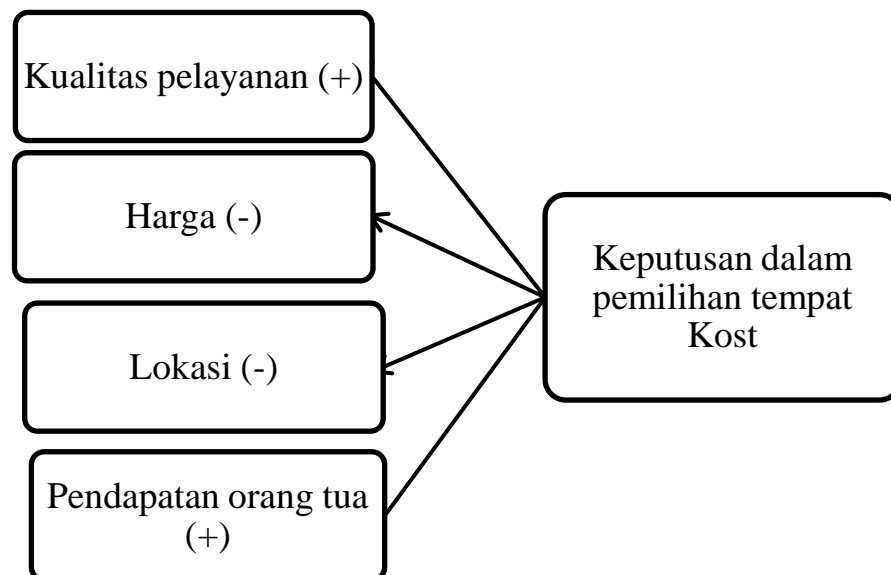 Kualitas pelayanan (+)
Harga (-)
Lokasi (-)
Pendapatan orang tua
(+)
Keputusan dalam
pemilihan tempat
Kost